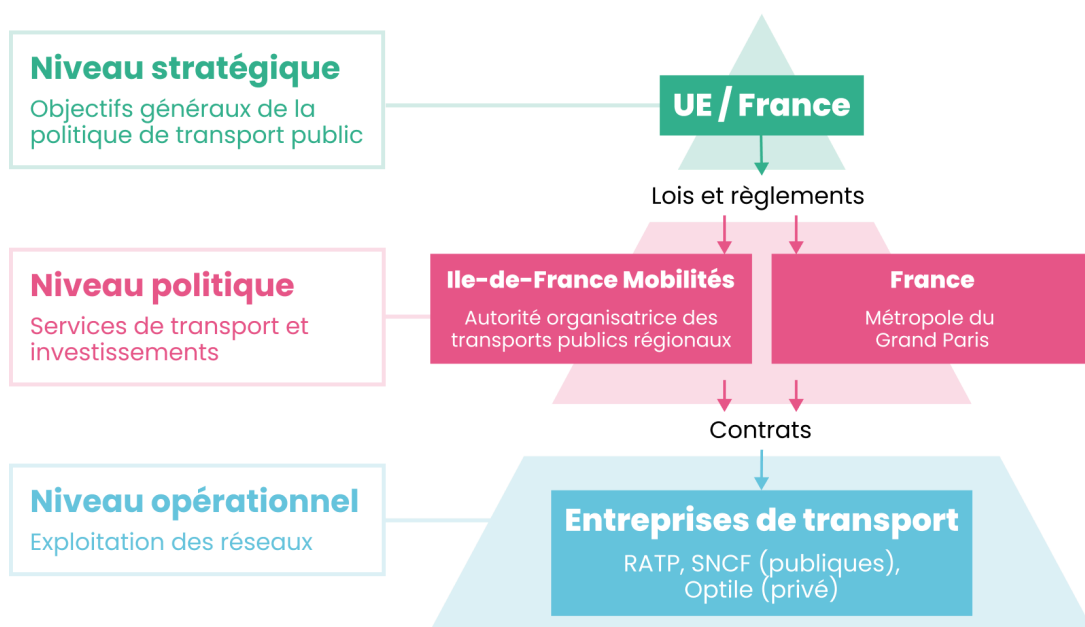 Niveau stratégique
Objectifs généraux de la
politique de transport public
UE / France
Lois et règlements
Niveau politique
Services de transport et
investissements
Ile-de-France Mobilités
Autorité organisatrice des
transports publics régionaux
France
Métropole du
Grand Paris
Contrats
Niveau opérationnel
Exploitation des réseaux
Entreprises de transport
RATP, SNCF (publiques),
Optile (privé)